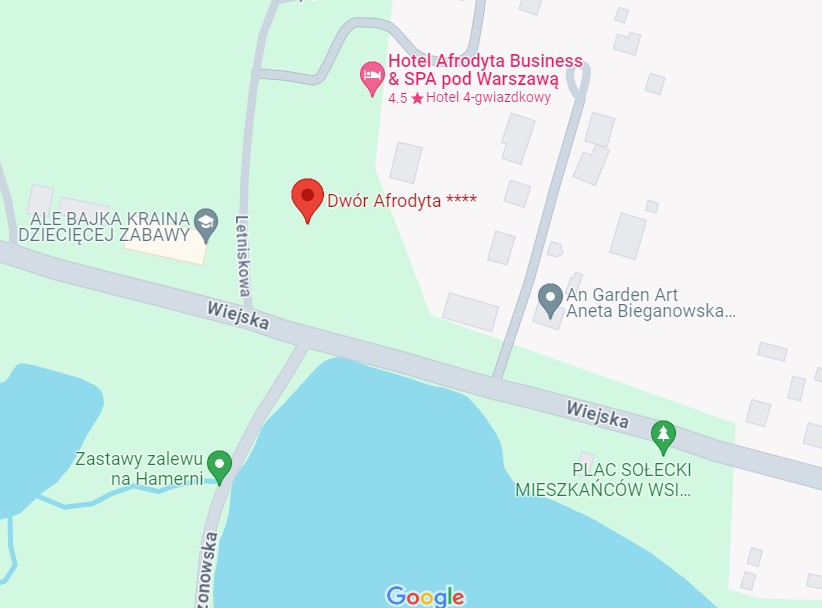 Hotel Afrodyta Business
& SPA pod Warszawą
4.5 ★ Hotel 4-gwiazdkowy
Dwór Afrodyta ****
ALE BAJKA KRAINA
DZIECIĘCEJ ZABAWY
Letniskowa
An Garden Art
Aneta Bieganowska...
Wiejska
Wiejska
Zastawy zalewu
na Hamerni
PLAC SOŁECKI
MIESZKAŃCÓW WSI...
zonowska
Google